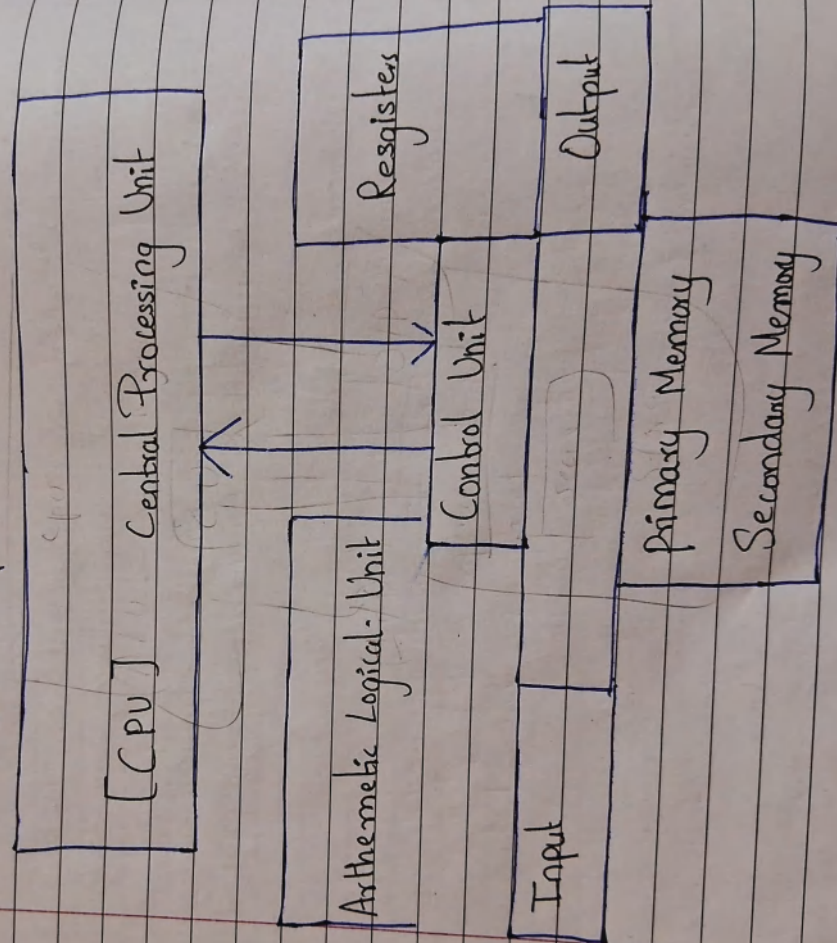 [CPU] Central Processing Unit
Arthemetic Logical-Unit
Resgisters
Control Unit
Input
Output
Primary Memory
Secondary Memory